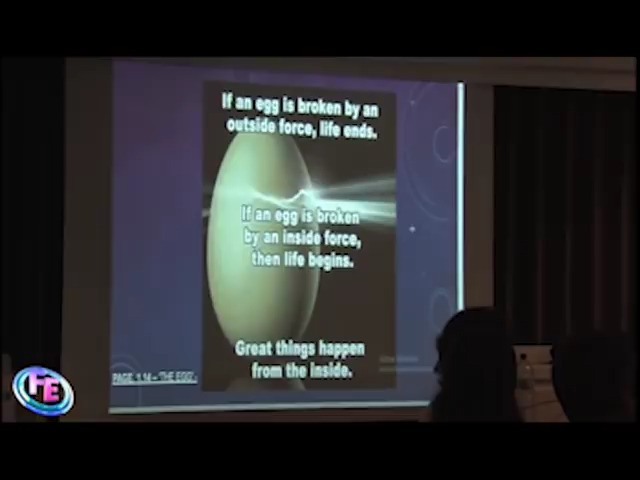 If an egg is broken by an
outside force, life ends.
If an egg is broken
by an inside force,
then life begins.
Great things happen
from the inside.
PAGE 1.14 – 'THE EGG'
FE